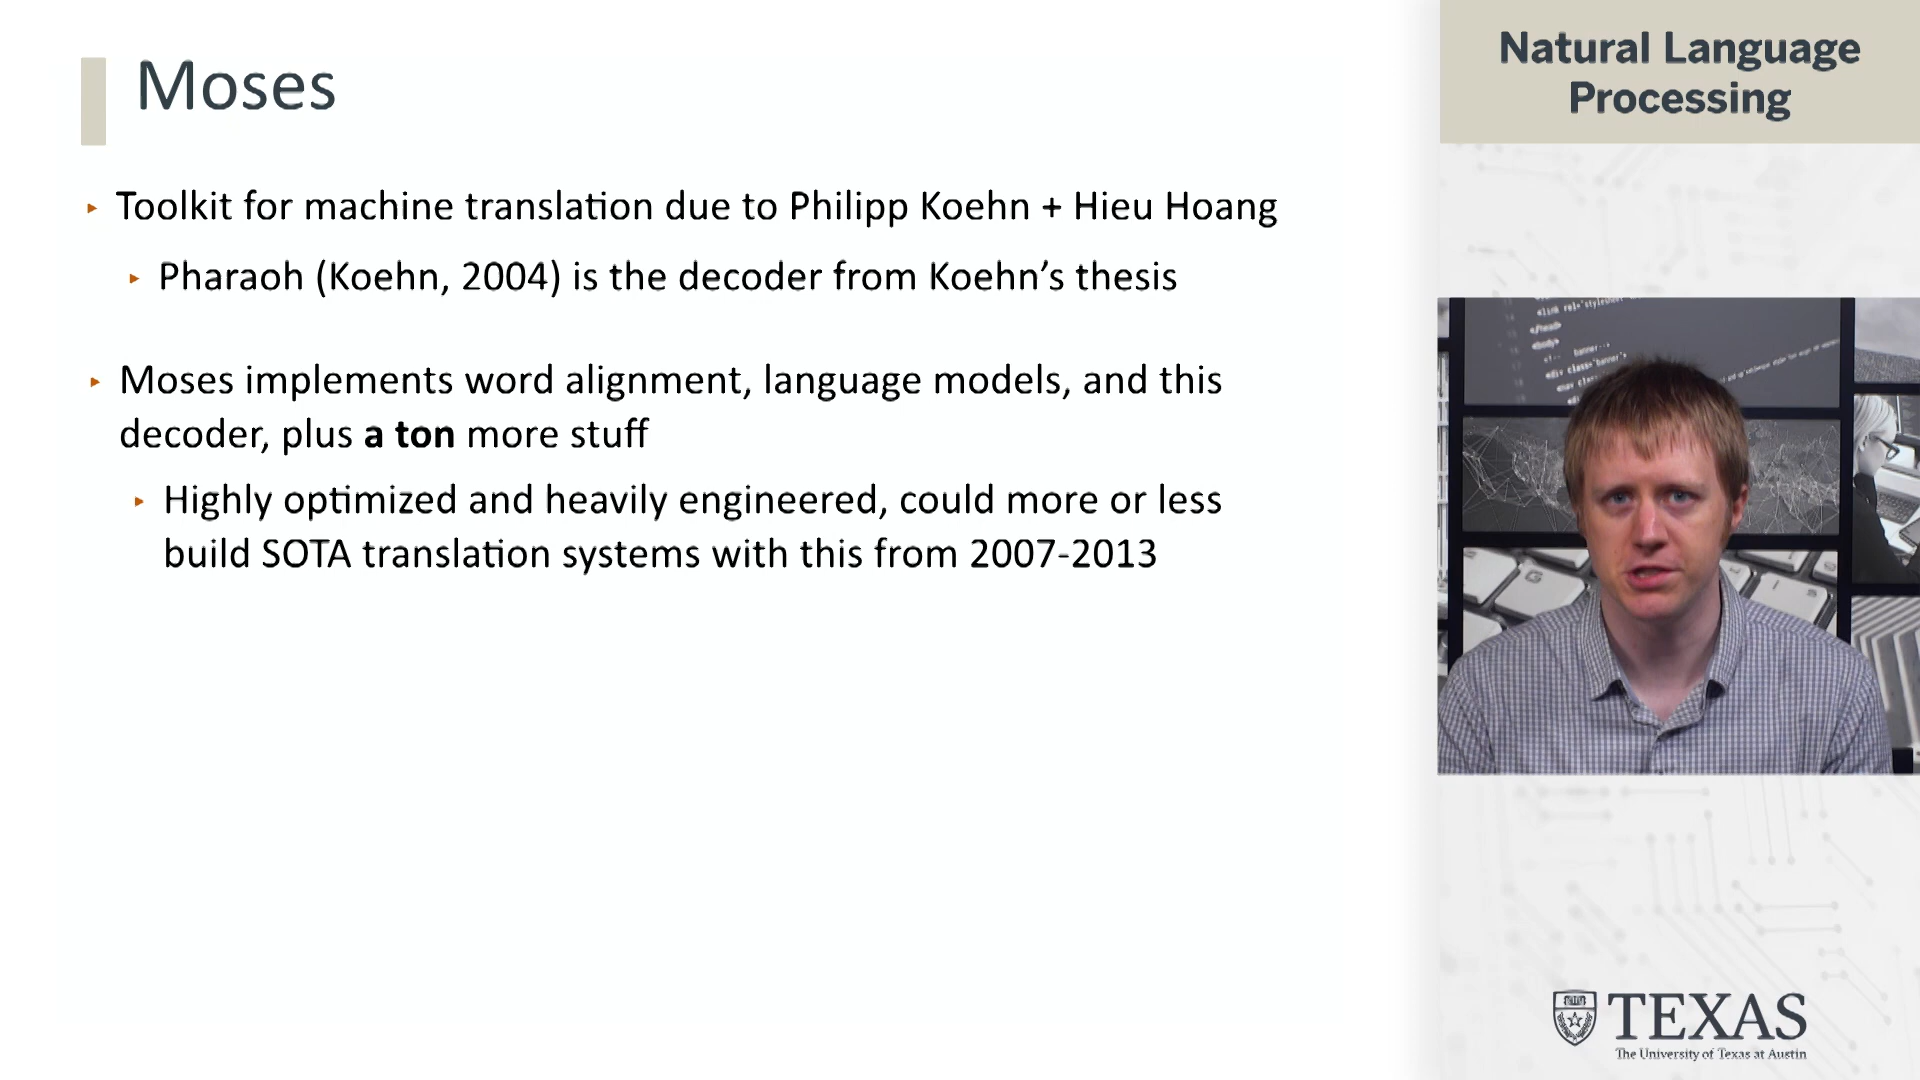 Moses
Toolkit for machine translation due to Philipp Koehn + Hieu Hoang
Pharaoh (Koehn, 2004) is the decoder from Koehn’s thesis
Moses implements word alignment, language models, and this
decoder, plus a ton more stuff
Highly optimized and heavily engineered, could more or less
build SOTA translation systems with this from 2007-2013
Natural Language
Processing
TEXAS
The University of Texas at Austin